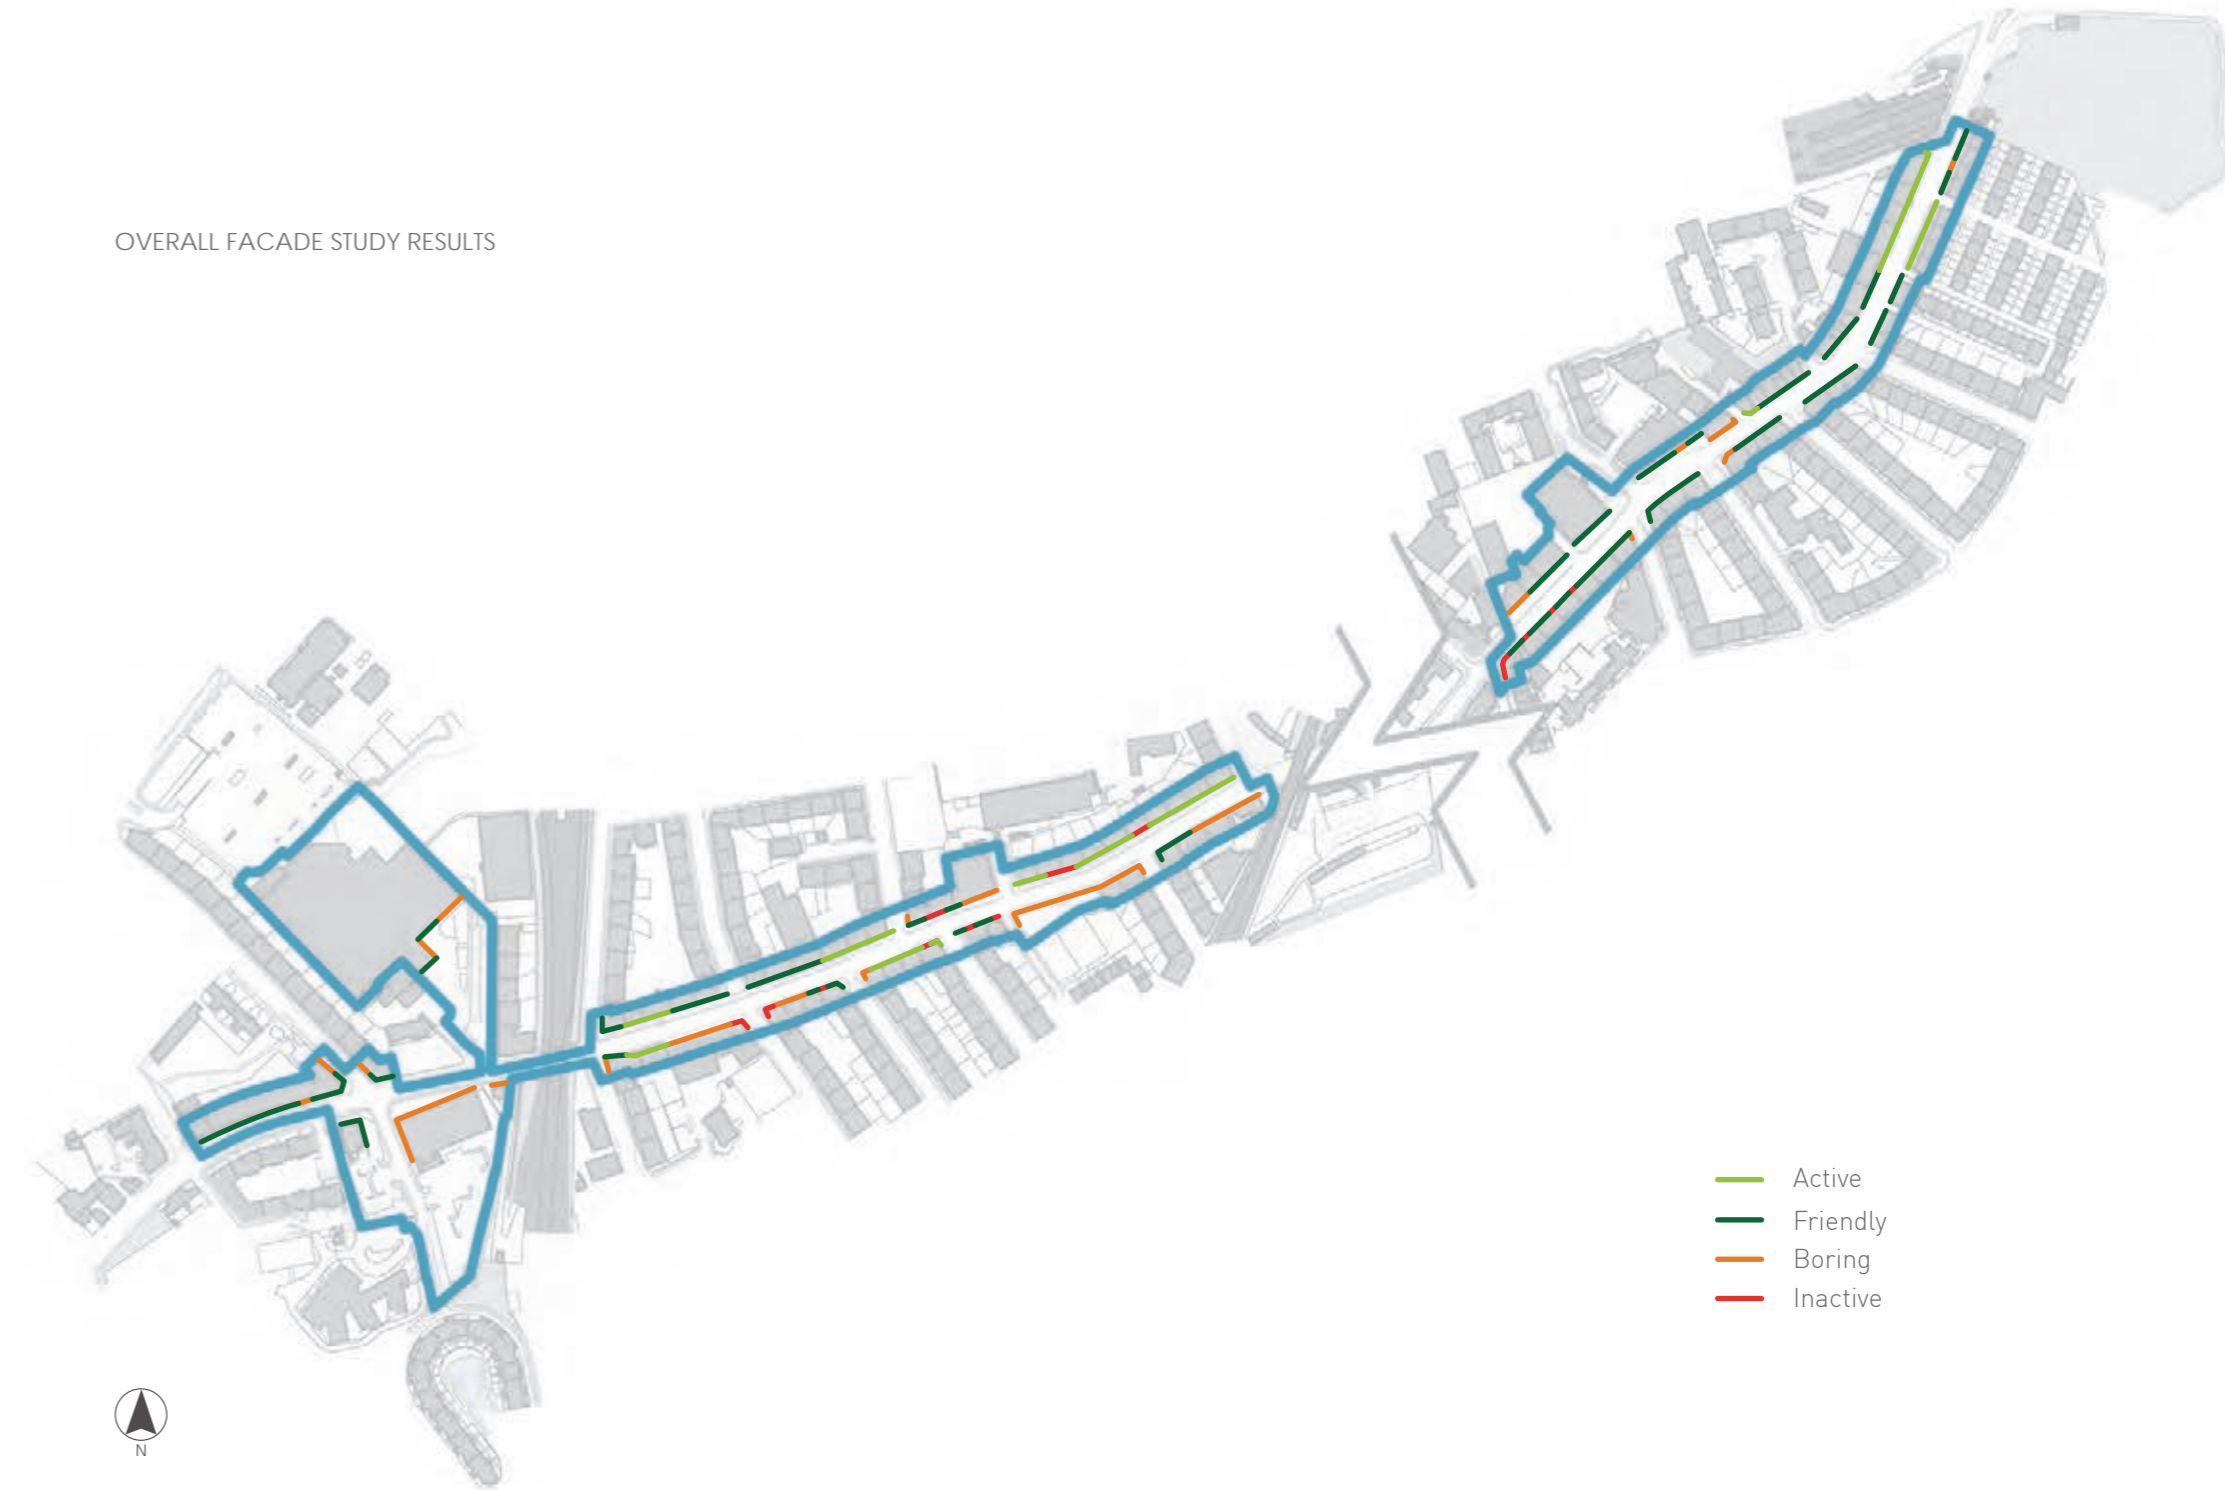 OVERALL FACADE STUDY RESULTS
Active
Friendly
Boring
Inactive
N